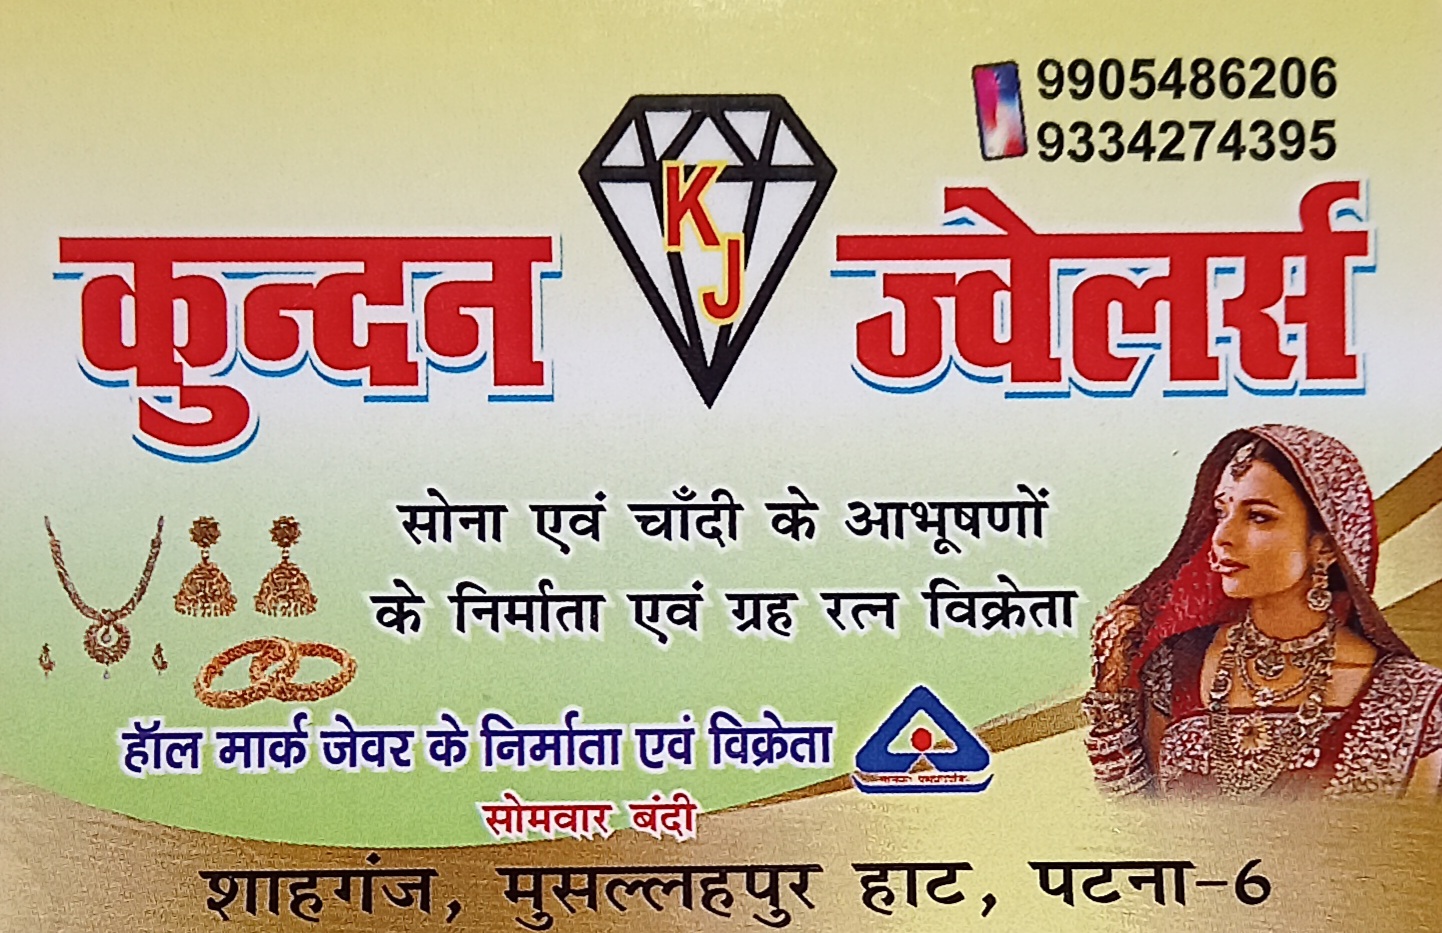 9905486206
9334274395
कुन्दन KJ ज्वेलर्स
सोना एवं चाँदी के आभूषणों
के निर्माता एवं ग्रह रत्न विक्रेता
हॉल मार्क जेवर के निर्माता एवं विक्रेता
सोमवार बंदी
शाहगंज, मुसल्लहपुर हाट, पटना-6